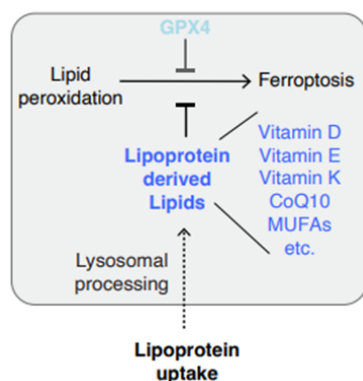 GPX4
Lipid
peroxidation
Ferroptosis
Lipoprotein
derived
Lipids
Vitamin D
Vitamin E
Vitamin K
CoQ10
MUFAs
etc.
Lysosomal
processing
Lipoprotein
uptake